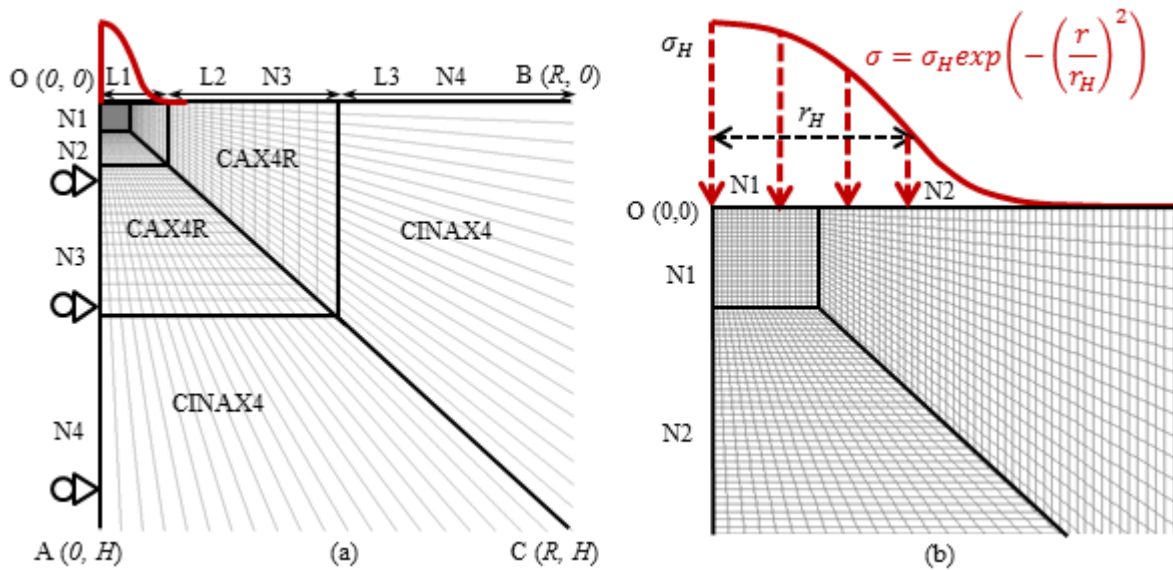 O (0, 0) L1 L2 N3 L3 N4 B (R, 0)
N1
N2
CAX4R
CAX4R
CINAX4
N3
CINAX4
N4
A (0, H) (a) C (R, H)
σ_H
σ = σ_H exp(−(r/r_H)^2)
r_H
N1 N2
O (0,0)
N1
N2
(b)